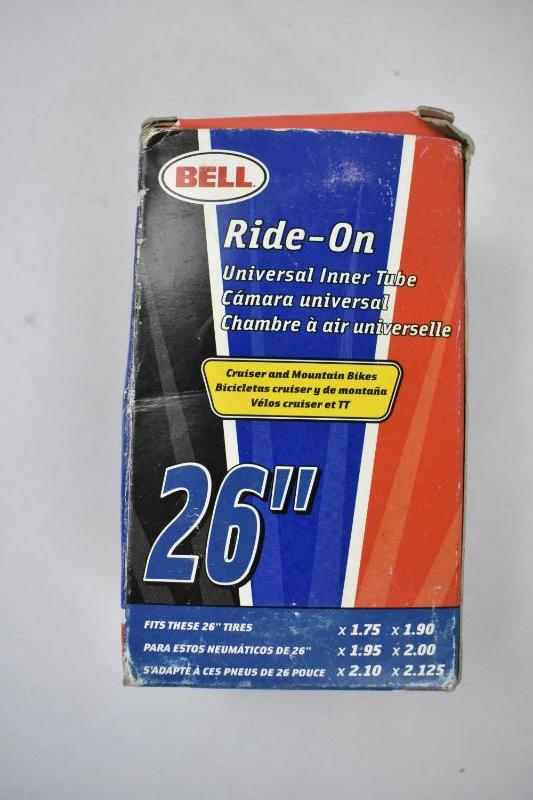 BELL
Ride-On
Universal Inner Tube
Cámara universal
Chambre à air universelle
Cruiser and Mountain Bikes
Bicicletas cruiser y de montaña
Vélos cruiser et TT
26"
FITS THESE 26" TIRES x 1.75 x 1.90
PARA ESTOS NEUMÁTICOS DE 26" x 1.95 x 2.00
S'ADAPTE À CES PNEUS DE 26 POUCE x 2.10 x 2.125